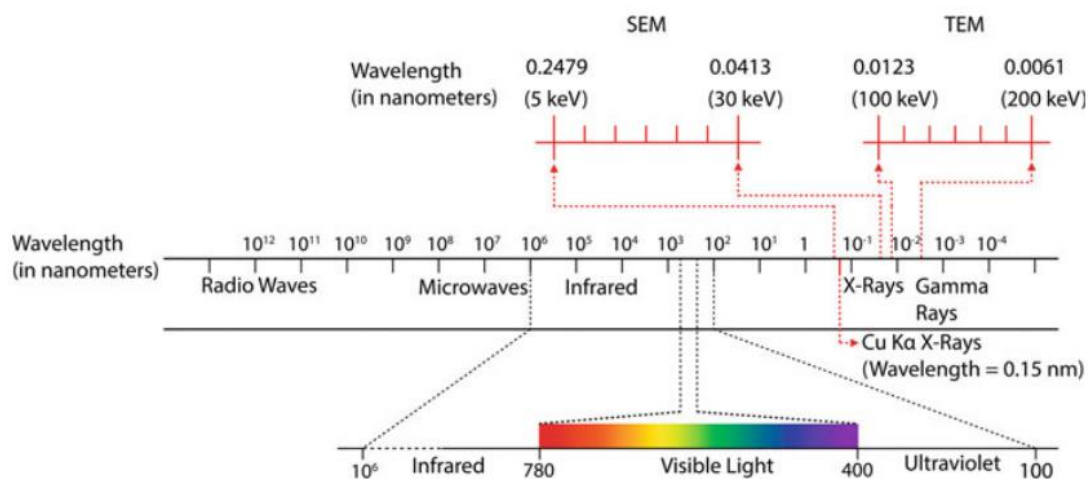 SEM TEM
Wavelength 0.2479 0.0413 0.0123 0.0061
(in nanometers) (5 keV) (30 keV) (100 keV) (200 keV)
Wavelength 10¹² 10¹¹ 10¹⁰ 10⁹ 10⁸ 10⁷ 10⁶ 10⁵ 10⁴ 10³ 10² 10¹ 1 10⁻¹ 10⁻² 10⁻³ 10⁻⁴
(in nanometers)
Radio Waves Microwaves Infrared X-Rays Gamma
Rays
Cu Kα X-Rays
(Wavelength = 0.15 nm)
10⁶ Infrared 780 Visible Light 400 Ultraviolet 100